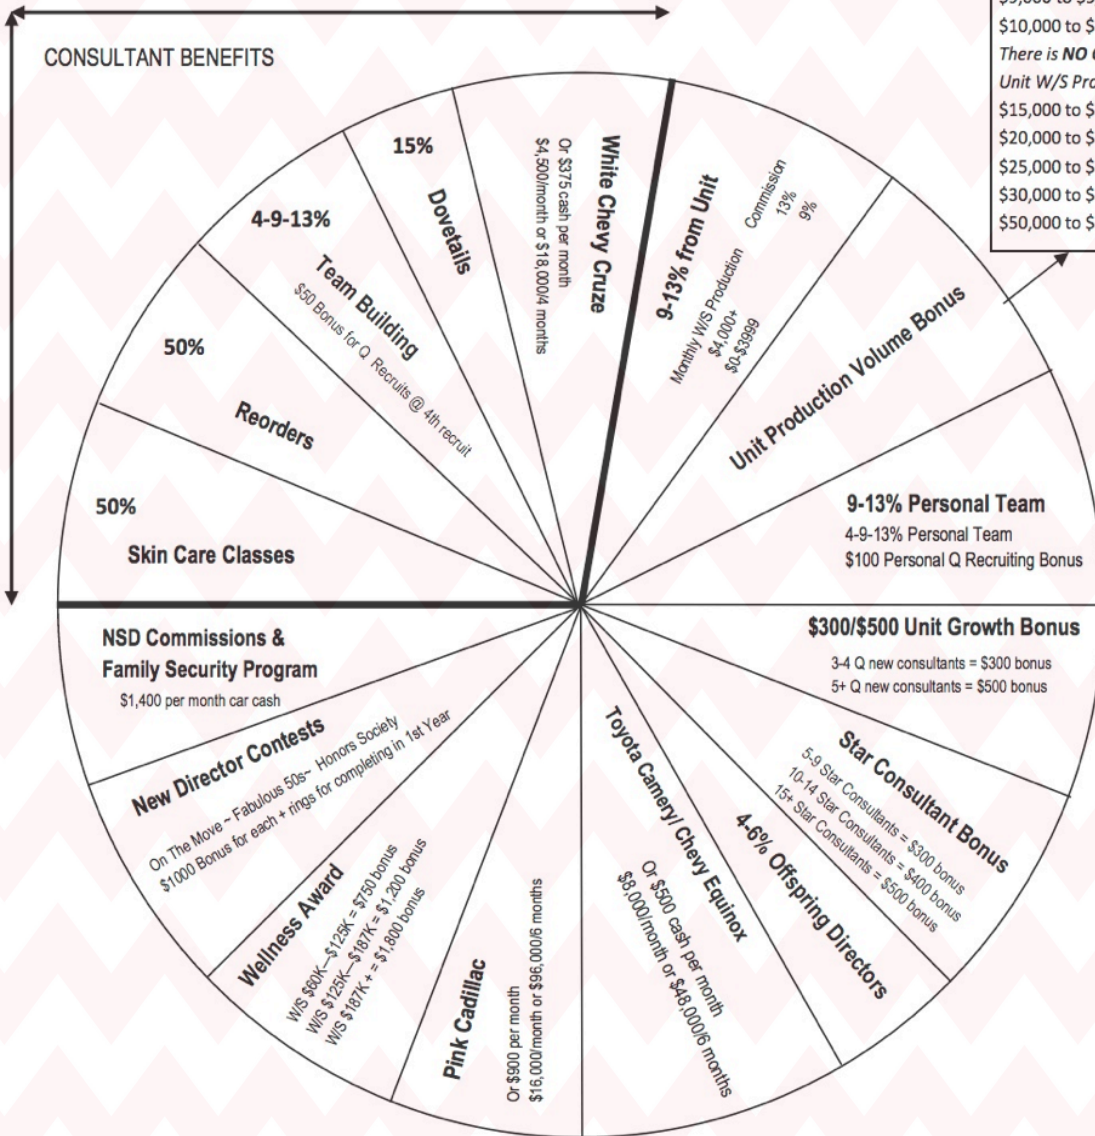 CONSULTANT BENEFITS
$10,000 to $
There is NO
Unit W/S
$15,000 to $
$20,000 to $
$25,000 to $
$30,000 to $
$50,000 to $
White Chevy Cruze
Or $375 cash per month
$4,500/month or $18,000/4 months
9-13% from Unit
Monthly W/S Production Commission
$4,000+ 13%
$0-$3999 9%
Unit Production Volume Bonus
9-13% Personal Team
4-9-13% Personal Team
$100 Personal Q Recruiting Bonus
$300/$500 Unit Growth Bonus
3-4 Q new consultants = $300 bonus
5+ Q new consultants = $500 bonus
Star Consultant Bonus
5-9 Star Consultants = $300 bonus
10-14 Star Consultants = $400 bonus
15+ Star Consultants = $500 bonus
4-6% Offspring Directors
Toyota Camery/ Chevy Equinox
Or $500 cash per month
$8,000/month or $48,000/6 months
Pink Cadillac
Or $900 per month
$16,000/month or $96,000/6 months
Wellness Award
W/S $60K—$125K = $750 bonus
W/S $125K—$187K = $1,200 bonus
W/S $187K + = $1,800 bonus
New Director Contests
On The Move ~ Fabulous 50s~ Honors Society
$1000 Bonus for each + rings for completing in 1st Year
NSD Commissions &
Family Security Program
$1,400 per month car cash
50%
Skin Care Classes
50%
Reorders
4-9-13%
Team Building
$50 Bonus for Q Recruits @ 4th recruit
15%
Dovetails